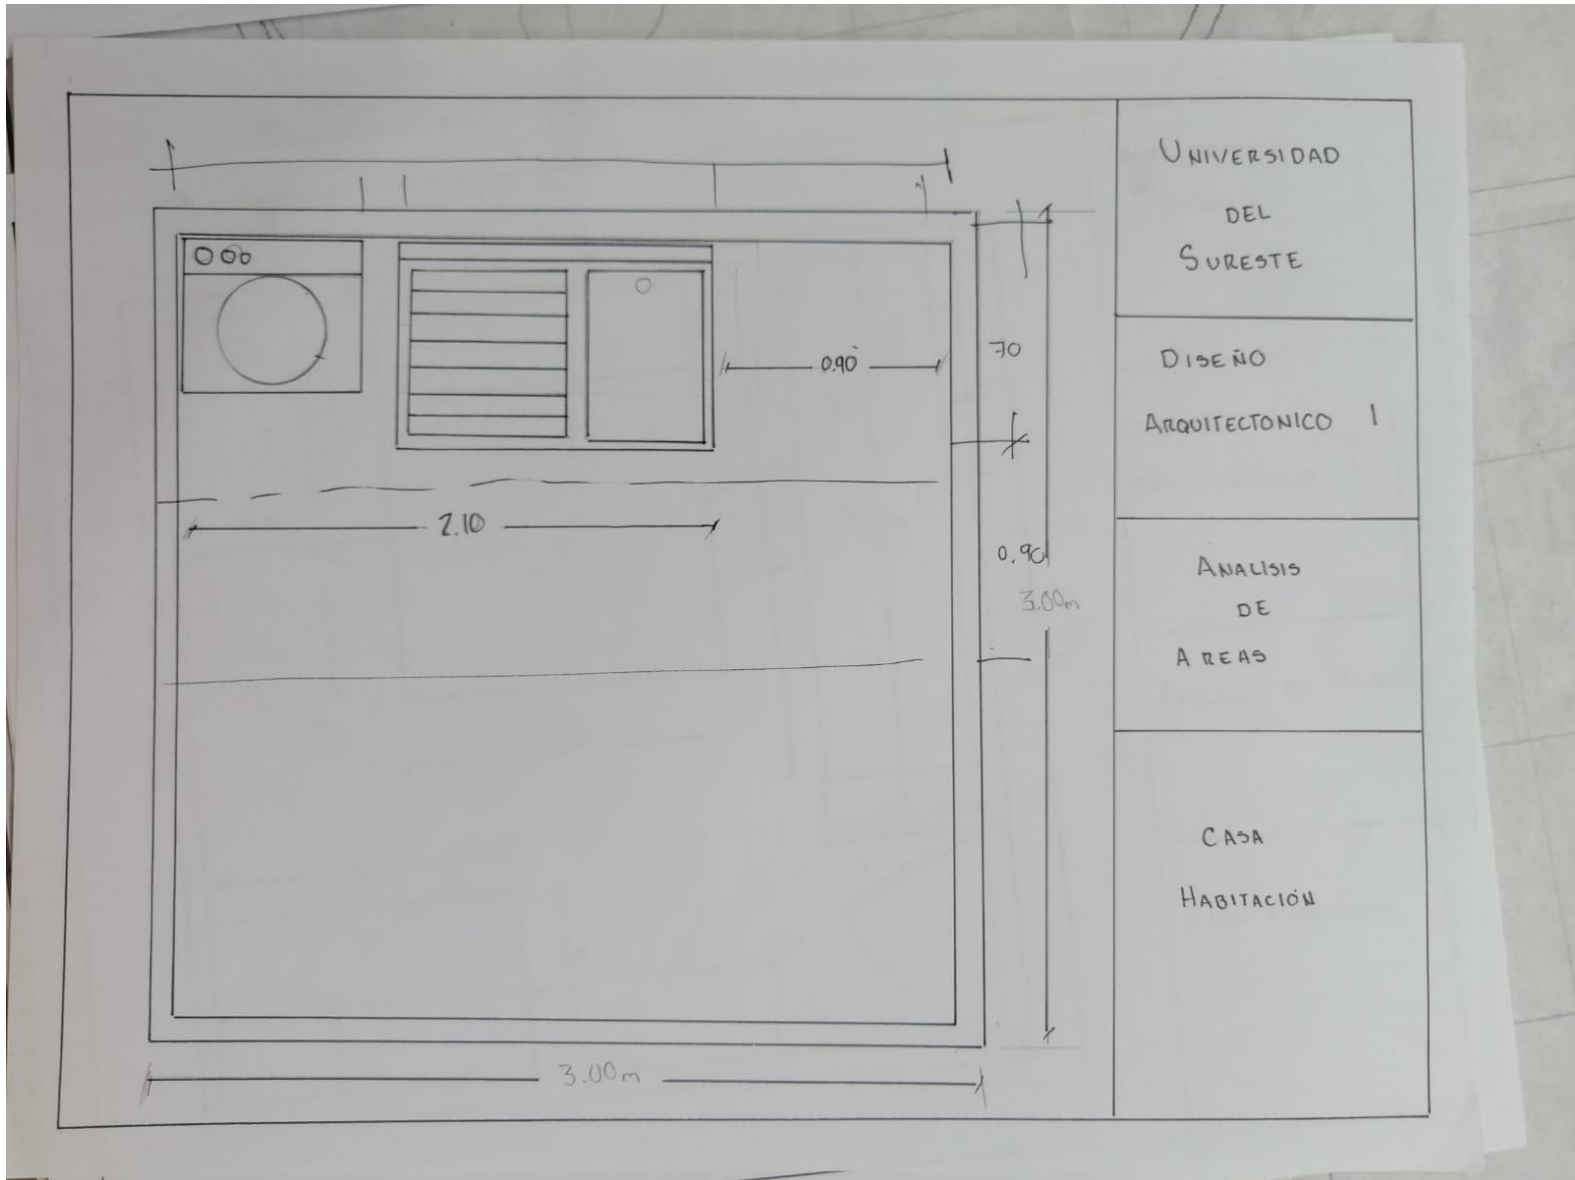 UNIVERSIDAD
DEL
SURESTE
DISEÑO
ARQUITECTONICO I
ANALISIS
DE
AREAS
CASA
HABITACIÓN
0.90
70
2.10
0.90
3.00m
3.00m